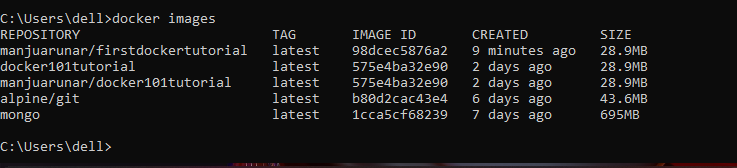 C:\Users\dell>docker images
REPOSITORY TAG IMAGE ID CREATED SIZE
manjuarunar/firstdockertutorial latest 98dcec5876a2 9 minutes ago 28.9MB
docker101tutorial latest 575e4ba32e90 2 days ago 28.9MB
manjuarunar/docker101tutorial latest 575e4ba32e90 2 days ago 28.9MB
alpine/git latest b80d2cac43e4 6 days ago 43.6MB
mongo latest 1cca5cf68239 7 days ago 695MB
C:\Users\dell>